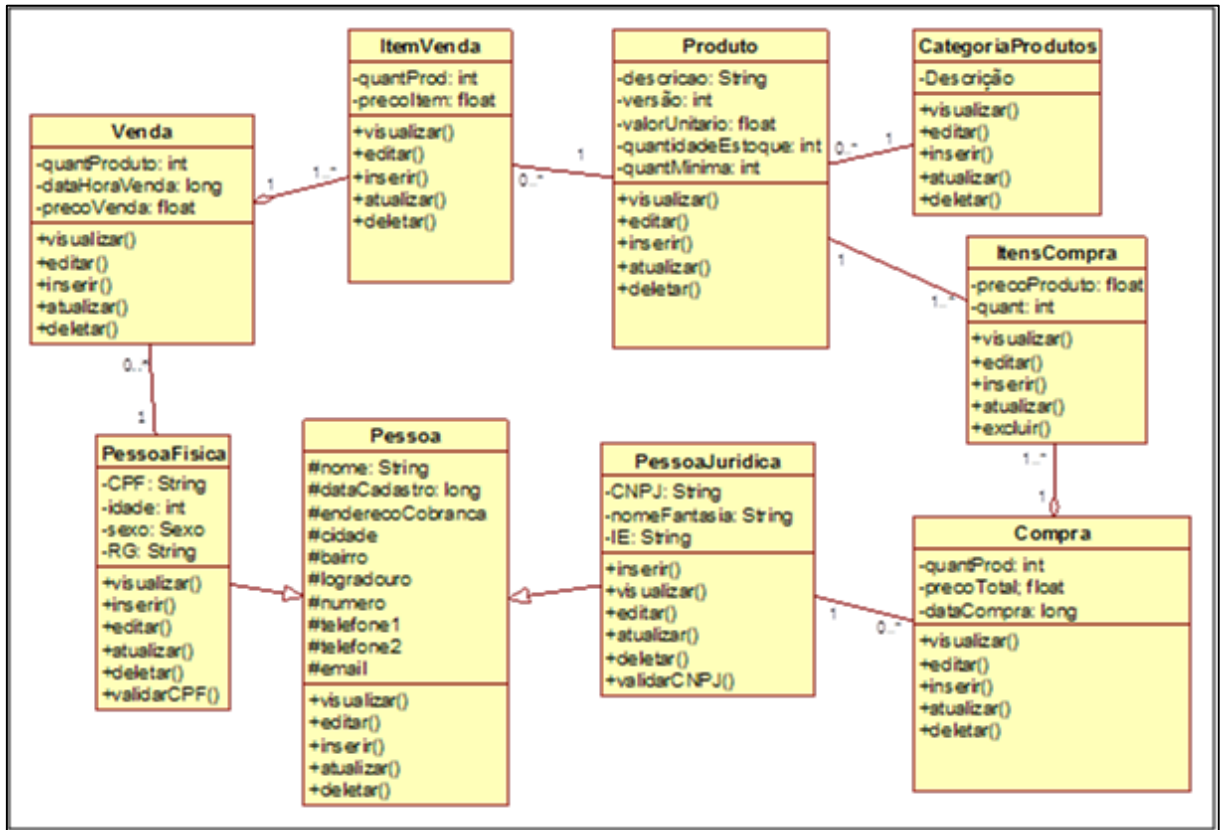 ItemVenda
-quantProd: int
-precoItem: float
+visualizar()
+editar()
+inserir()
+atualizar()
+deletar()
Produto
-descricao: String
-versão: int
-valorUnitario: float
-quantidadeEstoque: int
-quantMinima: int
+visualizar()
+editar()
+inserir()
+atualizar()
+deletar()
CategoriaProdutos
-Descrição
+visualizar()
+editar()
+inserir()
+atualizar()
+deletar()
Venda
-quantProduto: int
-dataHoraVenda: long
-precoVenda: float
+visualizar()
+editar()
+inserir()
+atualizar()
+deletar()
1
1..*
0..*
1
0..*
1
1
1..*
ItensCompra
-precoProduto: float
-quant: int
+visualizar()
+editar()
+inserir()
+atualizar()
+excluir()
0..*
1
PessoaFisica
-CPF: String
-idade: int
-sexo: Sexo
-RG: String
+visualizar()
+inserir()
+editar()
+atualizar()
+deletar()
+validarCPF()
Pessoa
#nome: String
#dataCadastro: long
#enderecoCobranca
#cidade
#bairro
#logradouro
#numero
#telefone1
#telefone2
#email
+visualizar()
+editar()
+inserir()
+atualizar()
+deletar()
PessoaJuridica
-CNPJ: String
-nomeFantasia: String
-IE: String
+inserir()
+visualizar()
+editar()
+atualizar()
+deletar()
+validarCNPJ()
1
0..*
1..*
1
Compra
-quantProd: int
-precoTotal; float
-dataCompra: long
+visualizar()
+editar()
+inserir()
+atualizar()
+deletar()